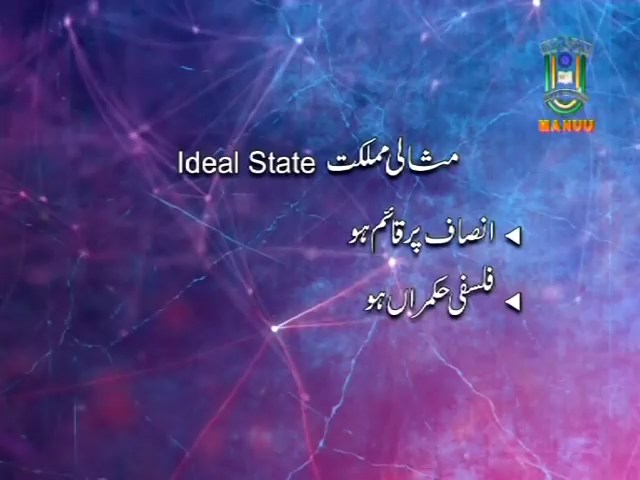 MANUU
مثالی مملکت Ideal State
انصاف پر قائم ہو
فلسفی حکمراں ہو